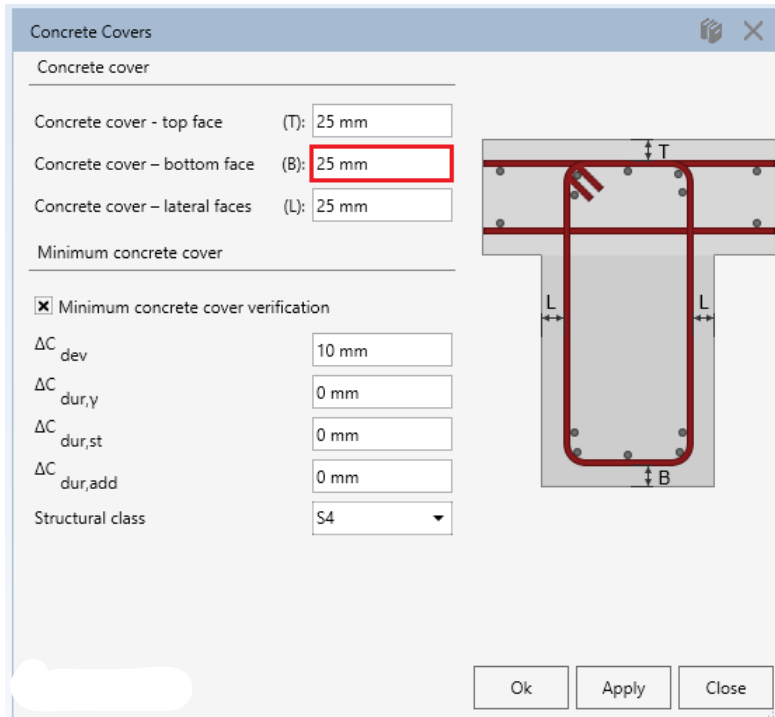 Concrete Covers
Concrete cover
Concrete cover - top face (T): 25 mm
Concrete cover – bottom face (B): 25 mm
Concrete cover – lateral faces (L): 25 mm
Minimum concrete cover
Minimum concrete cover verification
ΔC dev 10 mm
ΔC dur,γ 0 mm
ΔC dur,st 0 mm
ΔC dur,add 0 mm
Structural class S4
T
L L
B
Ok Apply Close